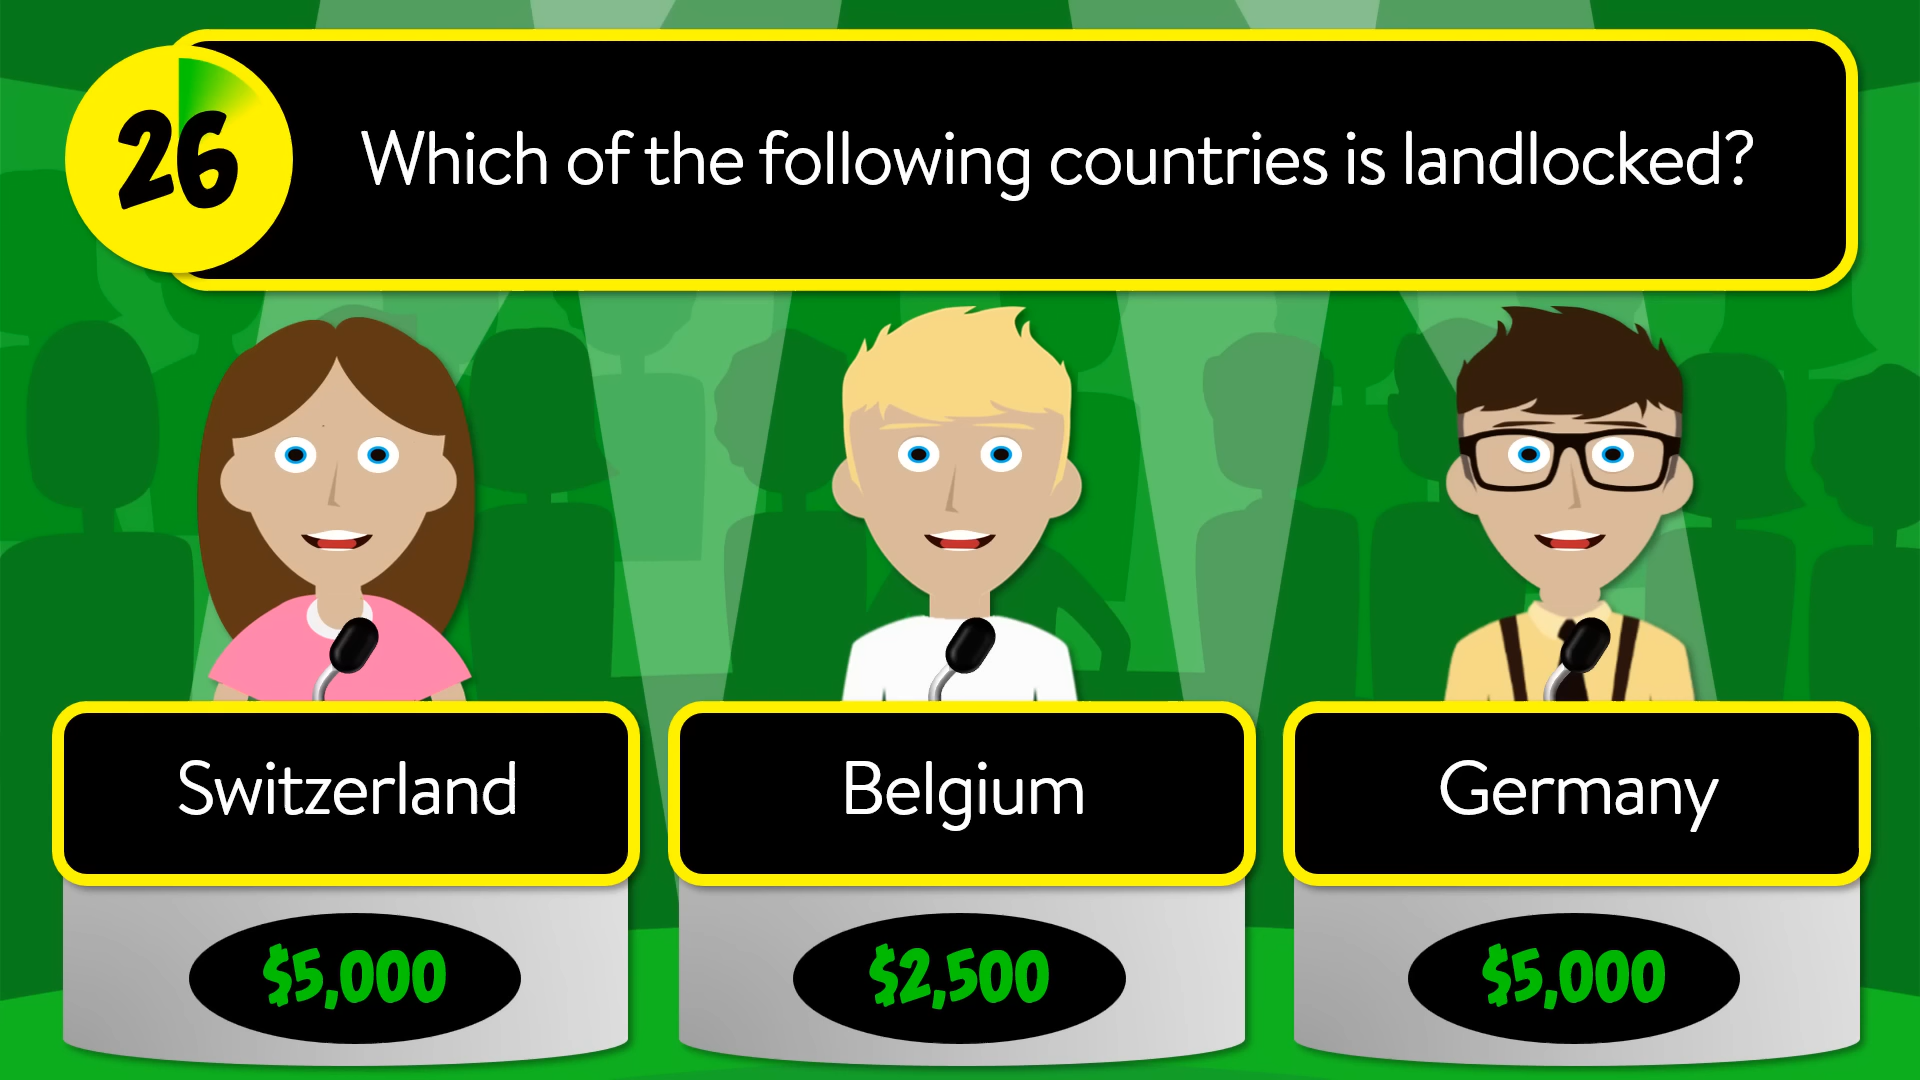 26
Which of the following countries is landlocked?
Switzerland
Belgium
Germany
$5,000
$2,500
$5,000